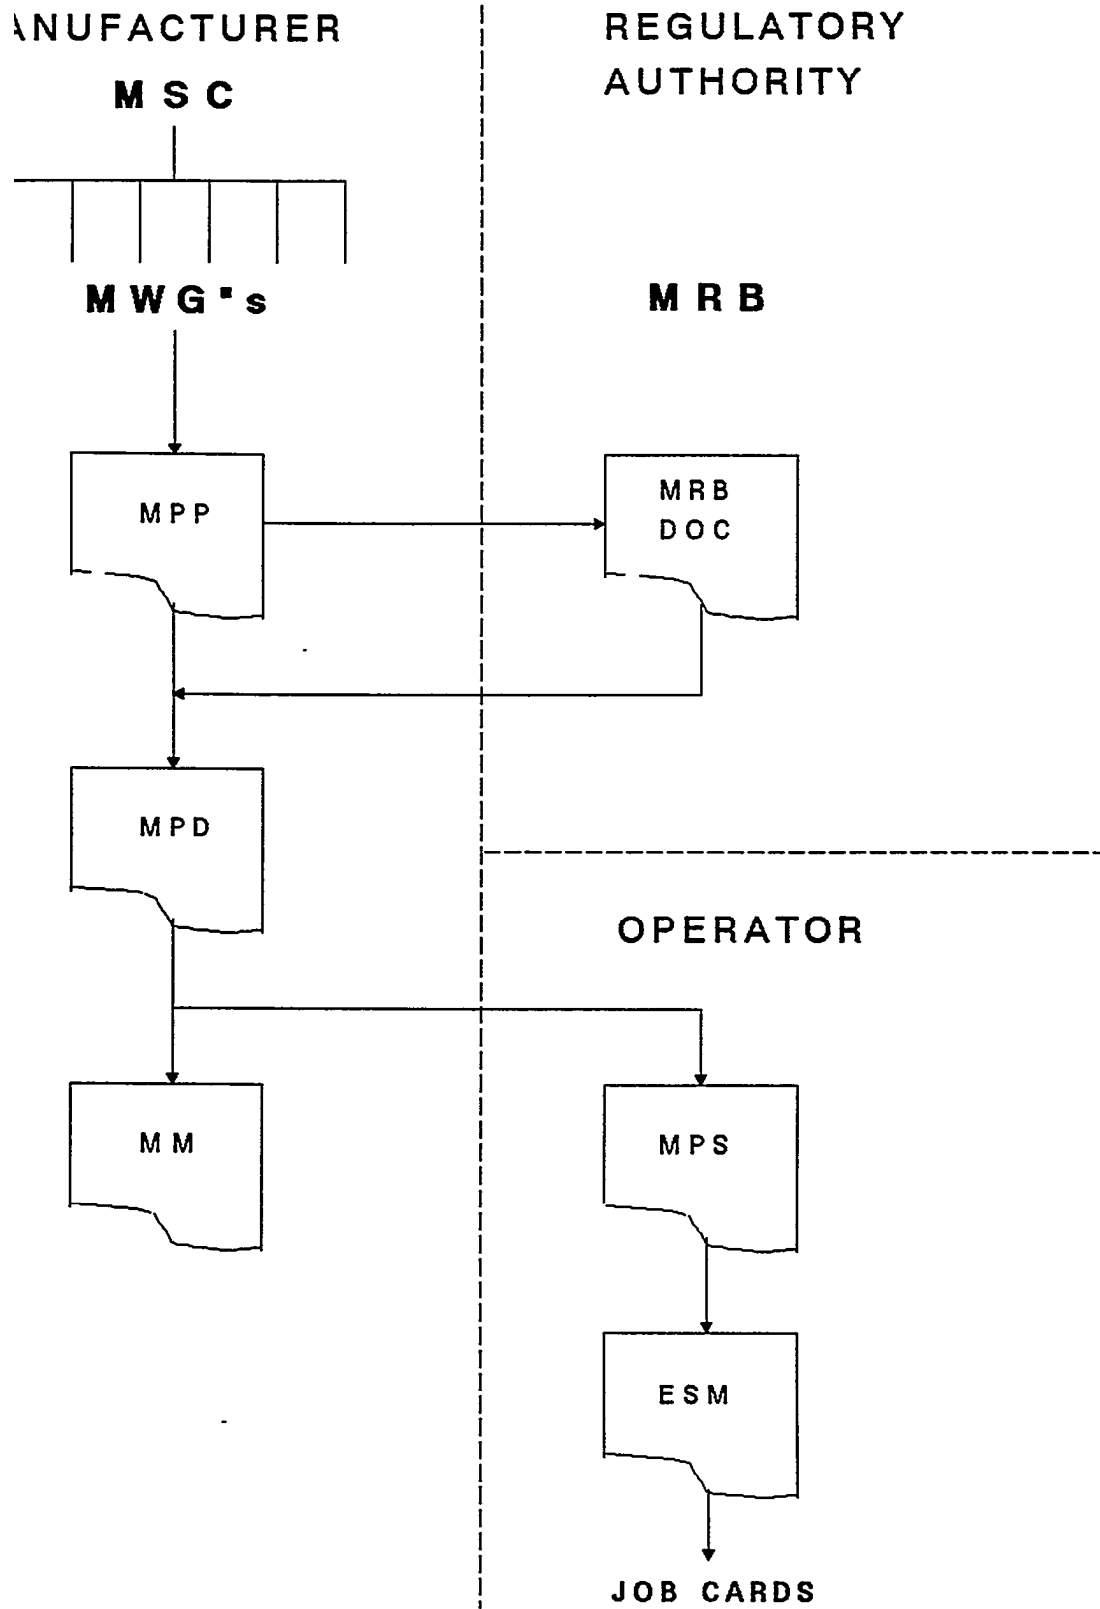 ANUFACTURER
MSC
MWG's
MPP
MPD
MM
REGULATORY
AUTHORITY
MRB
MRB
DOC
OPERATOR
MPS
ESM
JOB CARDS